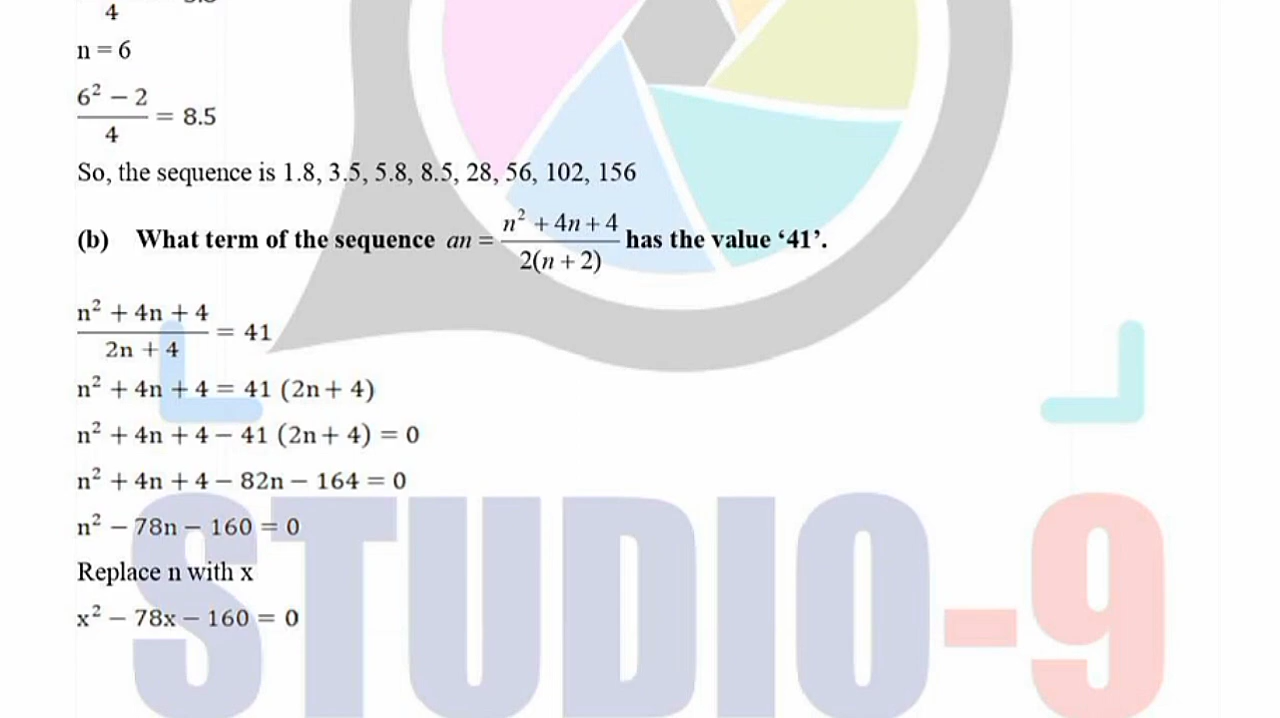 4
n = 6
6² − 2
= 8.5
4
So, the sequence is 1.8, 3.5, 5.8, 8.5, 28, 56, 102, 156
(b) What term of the sequence an = (n² + 4n + 4) / 2(n + 2) has the value ‘41’.
n² + 4n + 4
= 41
2n + 4
n² + 4n + 4 = 41 (2n + 4)
n² + 4n + 4 − 41 (2n + 4) = 0
n² + 4n + 4 − 82n − 164 = 0
n² − 78n − 160 = 0
Replace n with x
x² − 78x − 160 = 0
STUDIO-9